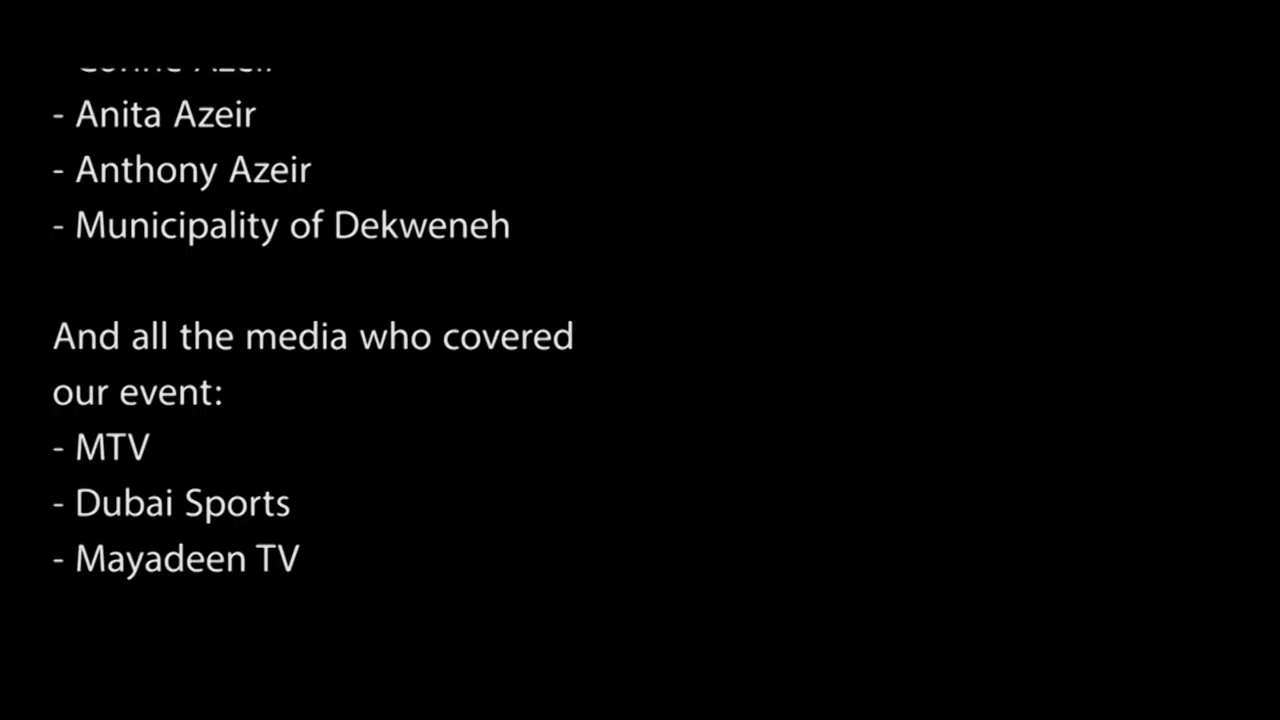 - Anita Azeir
- Anthony Azeir
- Municipality of Dekweneh
And all the media who covered
our event:
- MTV
- Dubai Sports
- Mayadeen TV